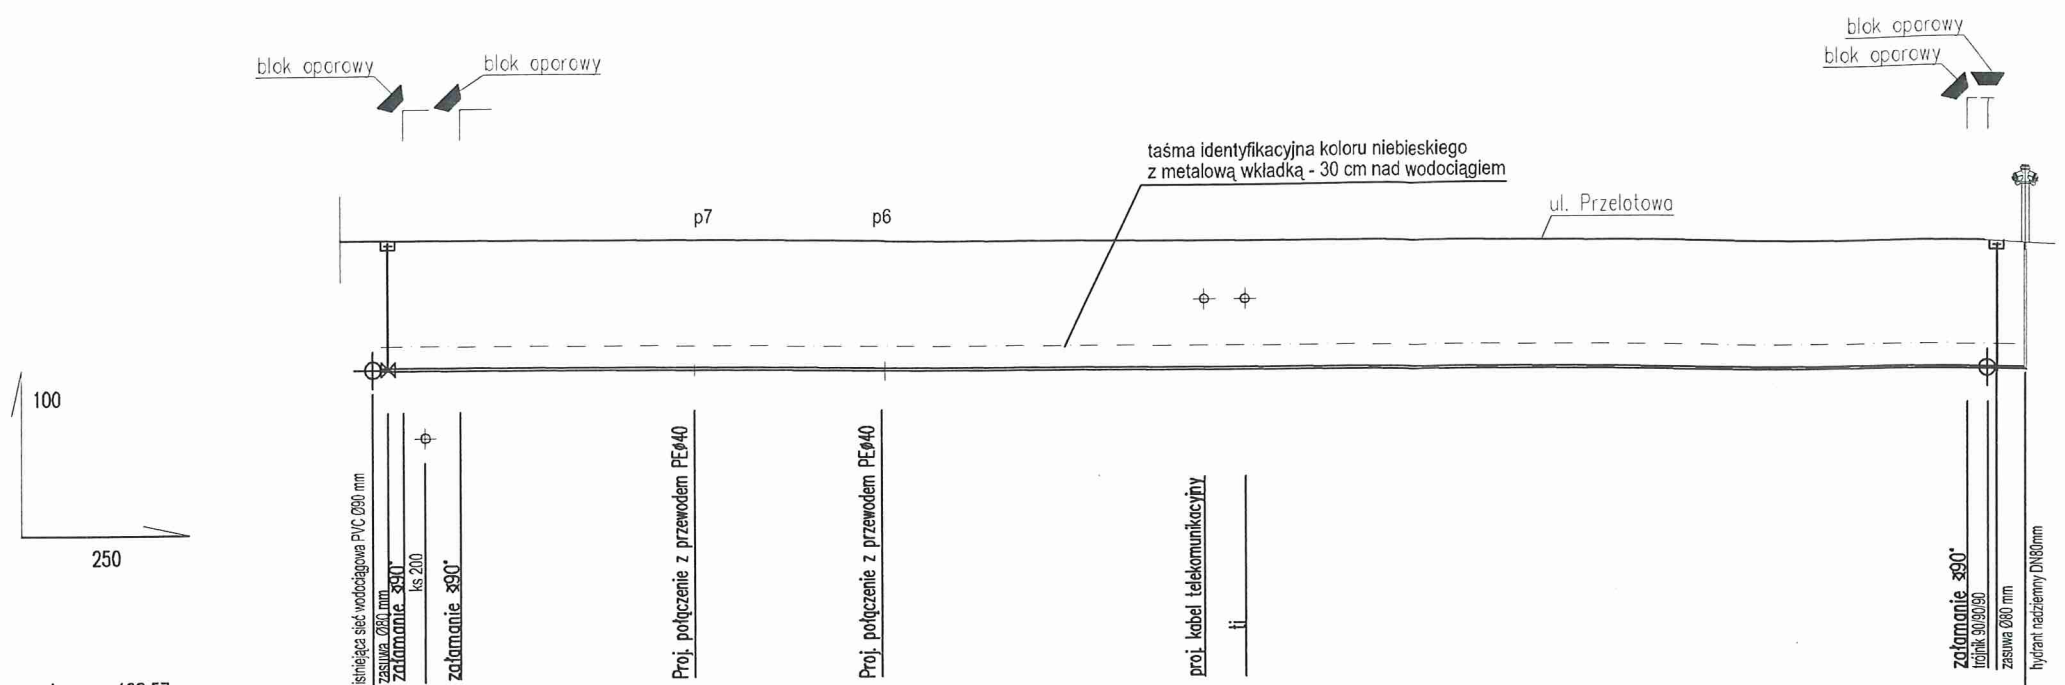 blok oporowy
blok oporowy
blok oporowy
blok oporowy
taśma identyfikacyjna koloru niebieskiego
z metalową wkładką - 30 cm nad wodociągiem
ul. Przelotowa
p7
p6
100
250
istniejąca sieć wodociągowa PVC Ø90 mm
zasuwa Ø80 mm
załamanie ∢90°
ks 200
załamanie ∢90°
Proj. połączenie z przewodem PEø40
Proj. połączenie z przewodem PEø40
proj. kabel telekomunikacyjny
ti
załamanie ∢90°
trójnik 90/90/90
zasuwa Ø80 mm
hydrant nadziemny DN80mm